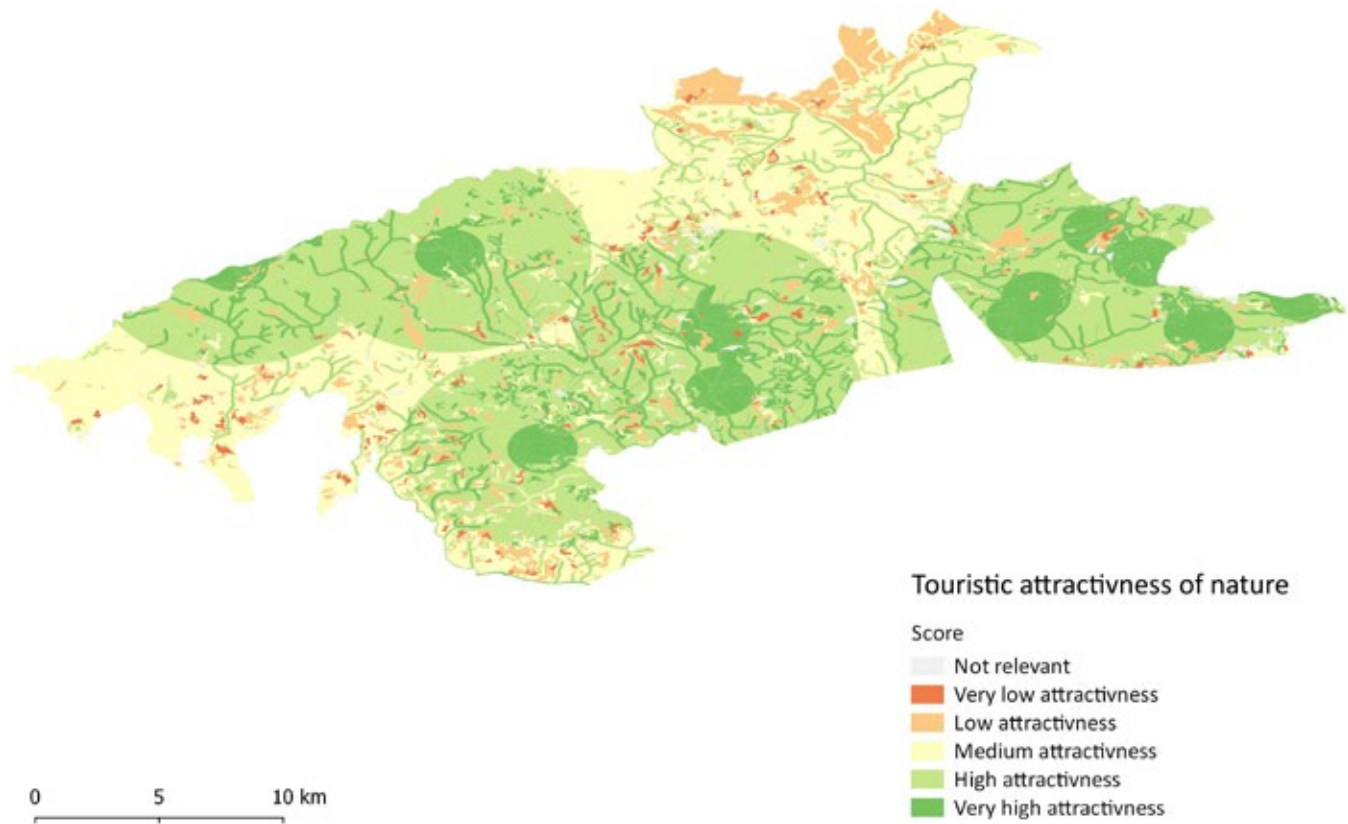 Touristic attractivness of nature
Score
Not relevant
Very low attractivness
Low attractivness
Medium attractivness
High attractivness
Very high attractivness
0 5 10 km